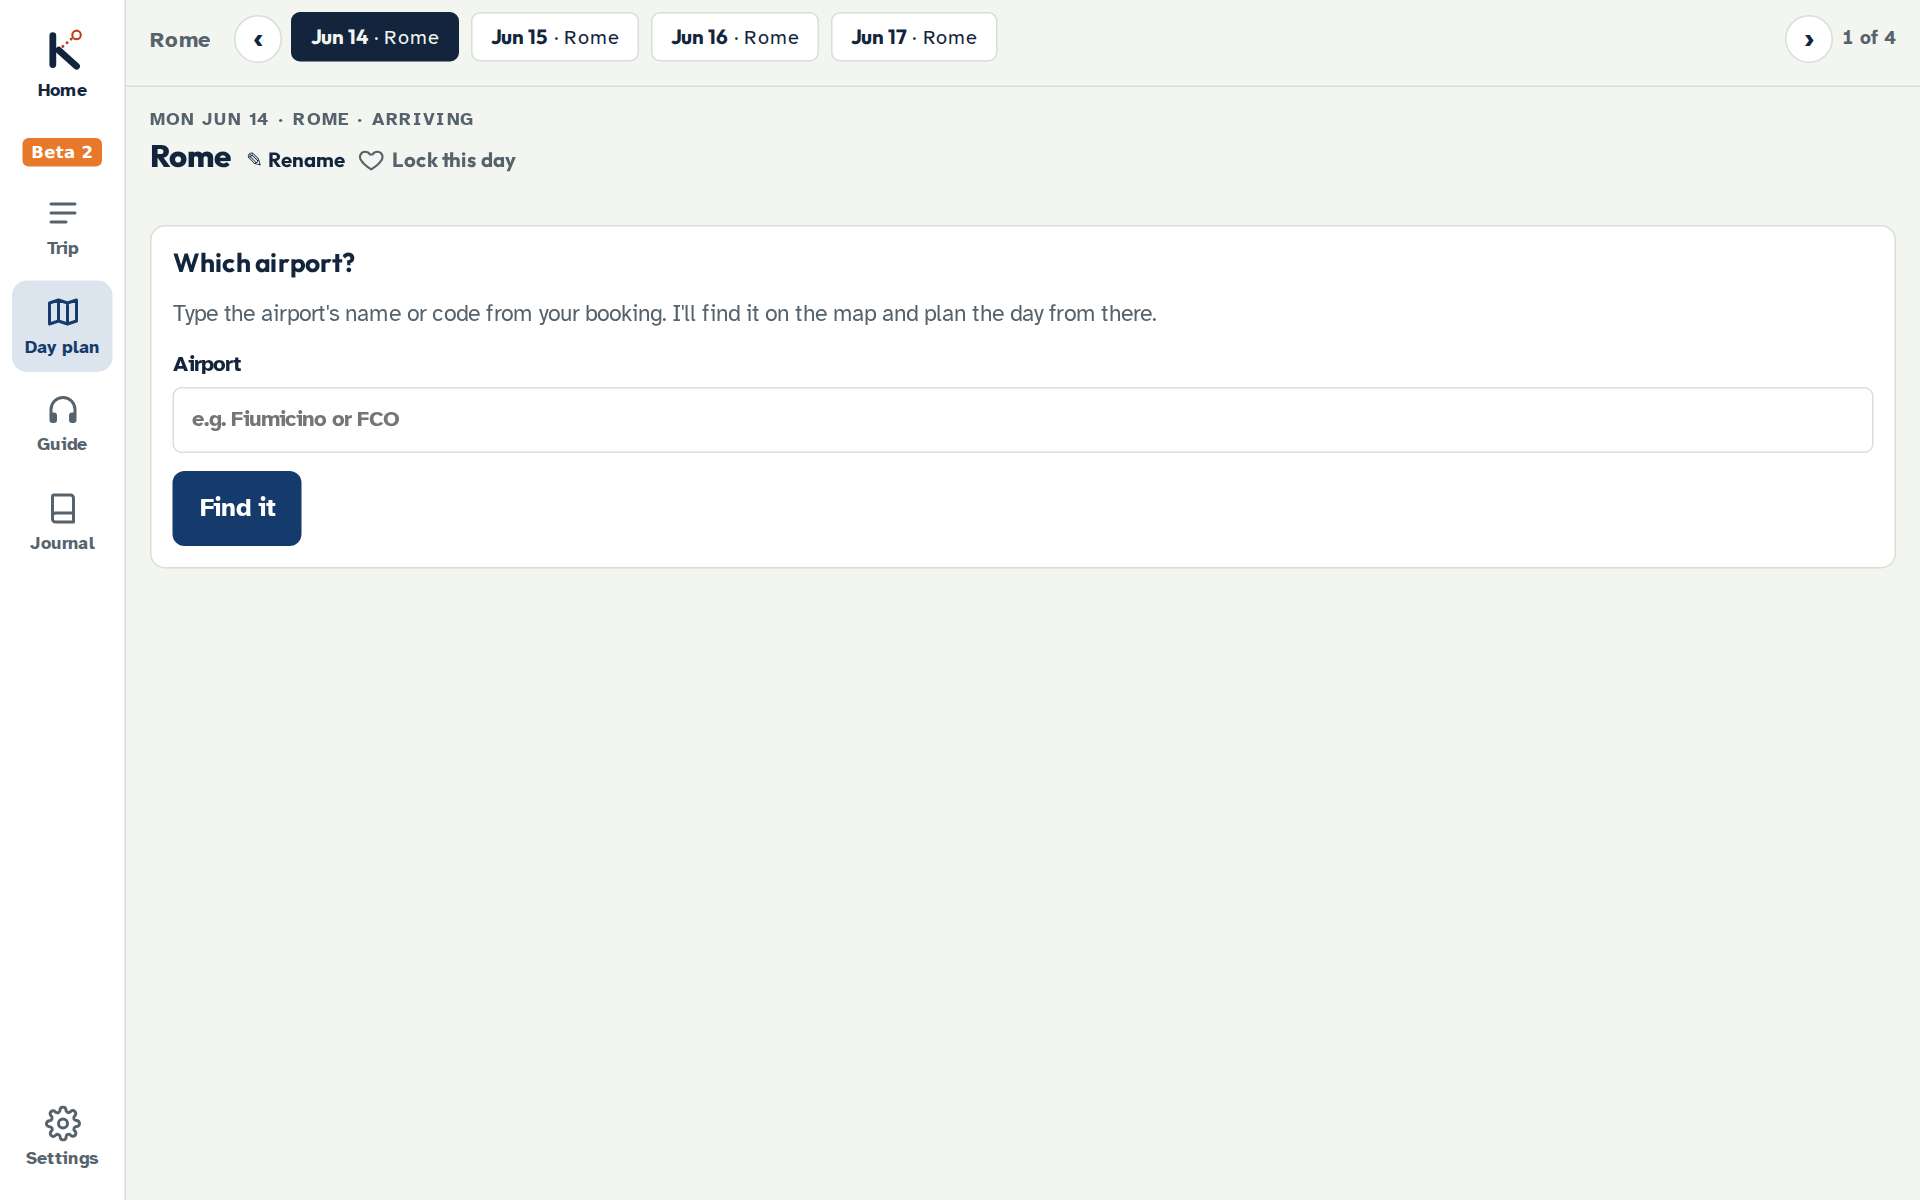 Home
Beta 2
Trip
Day plan
Guide
Journal
Settings
Rome
‹
Jun 14 · Rome
Jun 15 · Rome
Jun 16 · Rome
Jun 17 · Rome
›
1 of 4
MON JUN 14 · ROME · ARRIVING
Rome ✎ Rename Lock this day
Which airport?
Type the airport's name or code from your booking. I'll find it on the map and plan the day from there.
Airport
e.g. Fiumicino or FCO
Find it